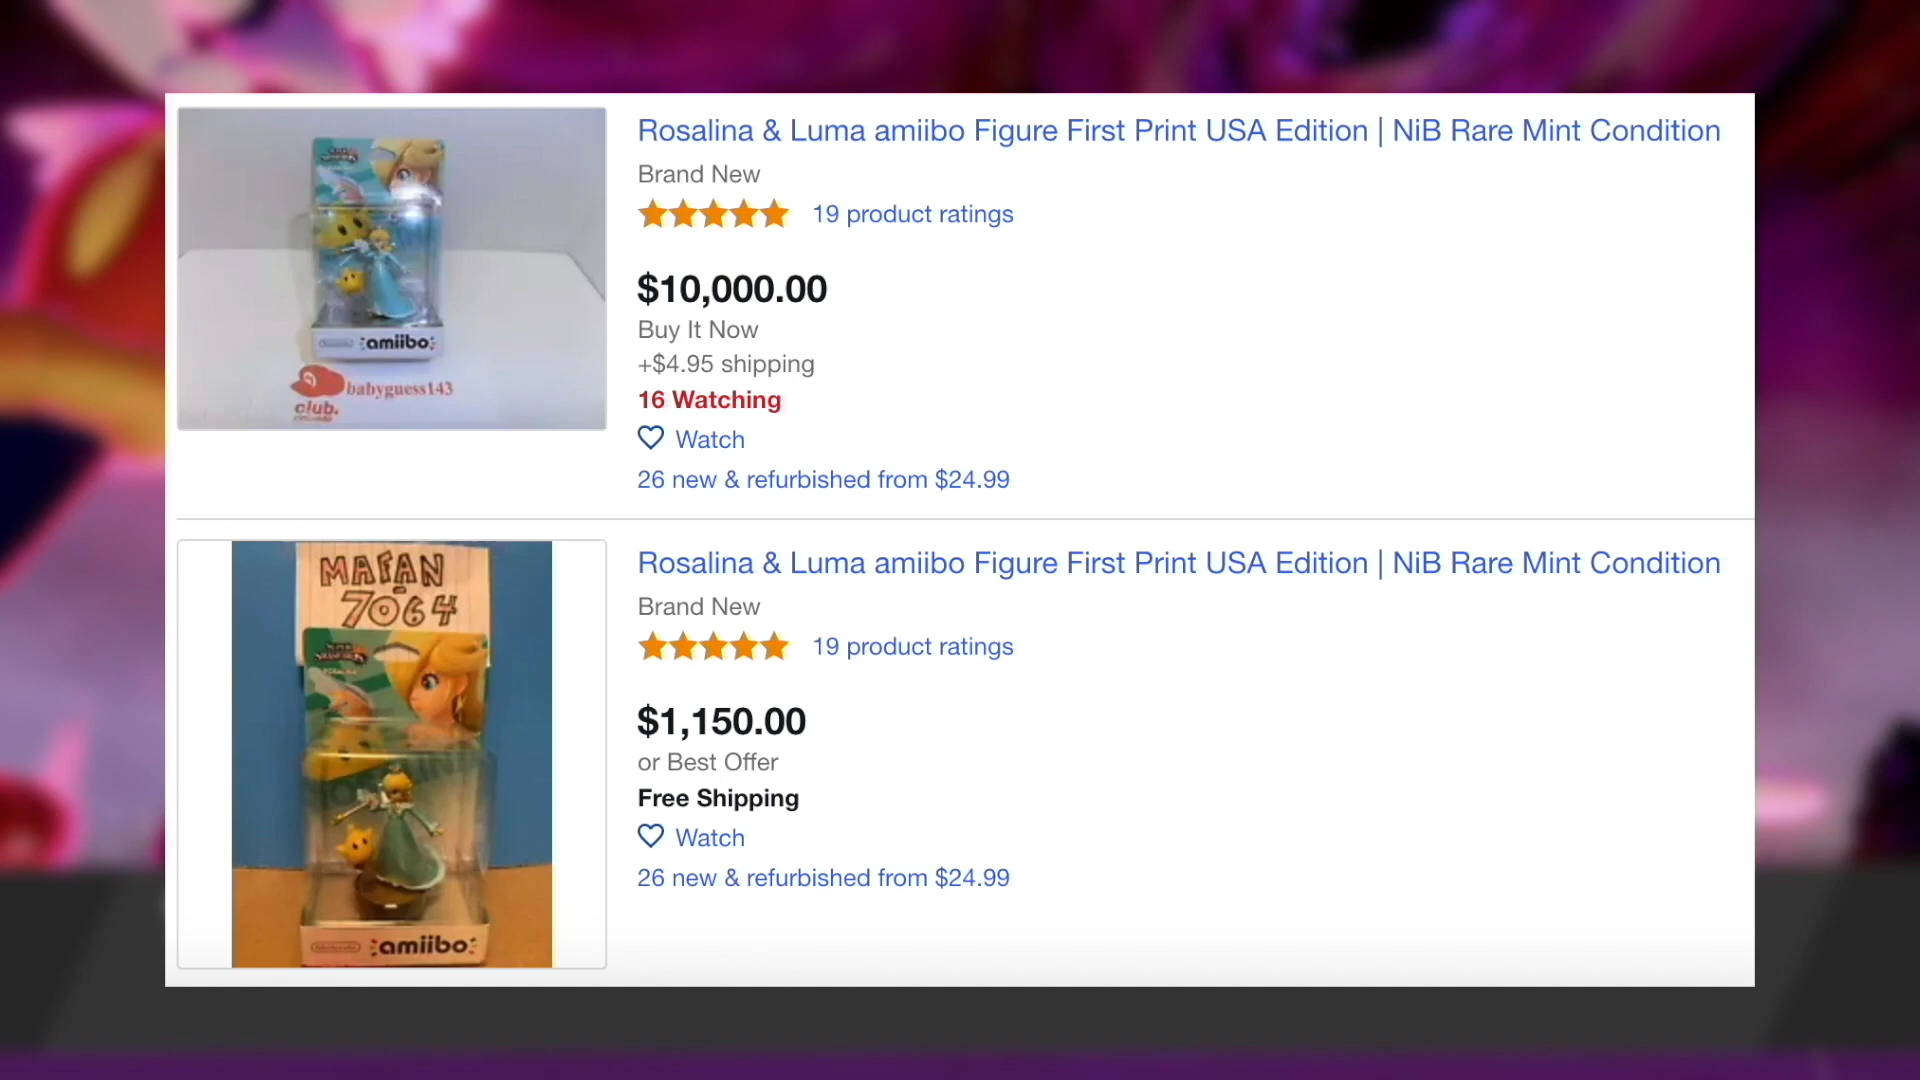 Rosalina & Luma amiibo Figure First Print USA Edition | NiB Rare Mint Condition
Brand New
19 product ratings
$10,000.00
Buy It Now
+$4.95 shipping
16 Watching
Watch
26 new & refurbished from $24.99
amiibo
babyguess143
club.
Rosalina & Luma amiibo Figure First Print USA Edition | NiB Rare Mint Condition
Brand New
19 product ratings
$1,150.00
or Best Offer
Free Shipping
Watch
26 new & refurbished from $24.99
MAFAN-
7064
amiibo